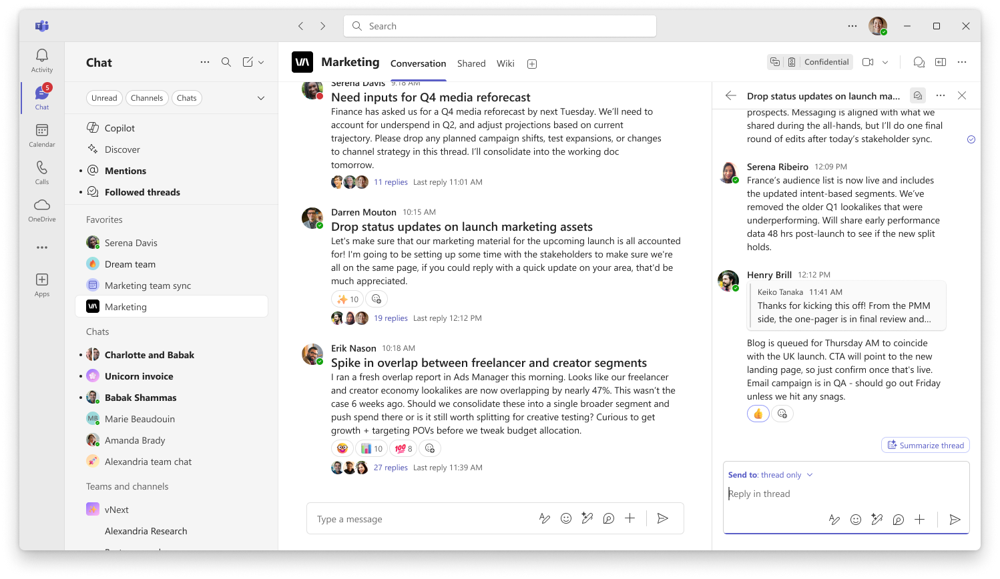 Search
Activity
5
Chat
Calendar
Calls
OneDrive
Apps
Chat
Unread
Channels
Chats
Copilot
Discover
Mentions
Followed threads
Favorites
Serena Davis
Dream team
Marketing team sync
Marketing
Chats
Charlotte and Babak
Unicorn invoice
Babak Shammas
MB
Marie Beaudouin
Amanda Brady
Alexandria team chat
Teams and channels
vNext
Alexandria Research
Marketing
Conversation
Shared
Wiki
Confidential
Serena Davis 9:18 AM
Need inputs for Q4 media reforecast
Finance has asked us for a Q4 media reforecast by next Tuesday. We’ll need to
account for underspend in Q2, and adjust projections based on current
trajectory. Please drop any planned campaign shifts, test expansions, or changes
to channel strategy in this thread. I’ll consolidate into the working doc
tomorrow.
11 replies Last reply 11:01 AM
Darren Mouton 10:15 AM
Drop status updates on launch marketing assets
Let's make sure that our marketing material for the upcoming launch is all accounted
for! I'm going to be setting up some time with the stakeholders to make sure we're
all on the same page, if you could reply with a quick update on your area, that'd be
much appreciated.
10
19 replies Last reply 12:12 PM
Erik Nason 10:18 AM
Spike in overlap between freelancer and creator segments
I ran a fresh overlap report in Ads Manager this morning. Looks like our freelancer
and creator economy lookalikes are now overlapping by nearly 47%. This wasn’t the
case 6 weeks ago. Should we consolidate these into a single broader segment and
push spend there or is it still worth splitting for creative testing? Curious to get
growth + targeting POVs before we tweak budget allocation.
10 💯 8
27 replies Last reply 11:39 AM
Type a message
Drop status updates on launch ma...
prospects. Messaging is aligned with what we
shared during the all-hands, but I’ll do one final
round of edits after today’s stakeholder sync.
Serena Ribeiro 12:09 PM
France’s audience list is now live and includes
the updated intent-based segments. We’ve
removed the older Q1 lookalikes that were
underperforming. Will share early performance
data 48 hrs post-launch to see if the new split
holds.
Henry Brill 12:12 PM
Keiko Tanaka 11:41 AM
Thanks for kicking this off! From the PMM
side, the one-pager is in final review and...
Blog is queued for Thursday AM to coincide
with the UK launch. CTA will point to the new
landing page, so just confirm once that's live.
Email campaign is in QA - should go out Friday
unless we hit any snags.
Summarize thread
Send to: thread only
Reply in thread